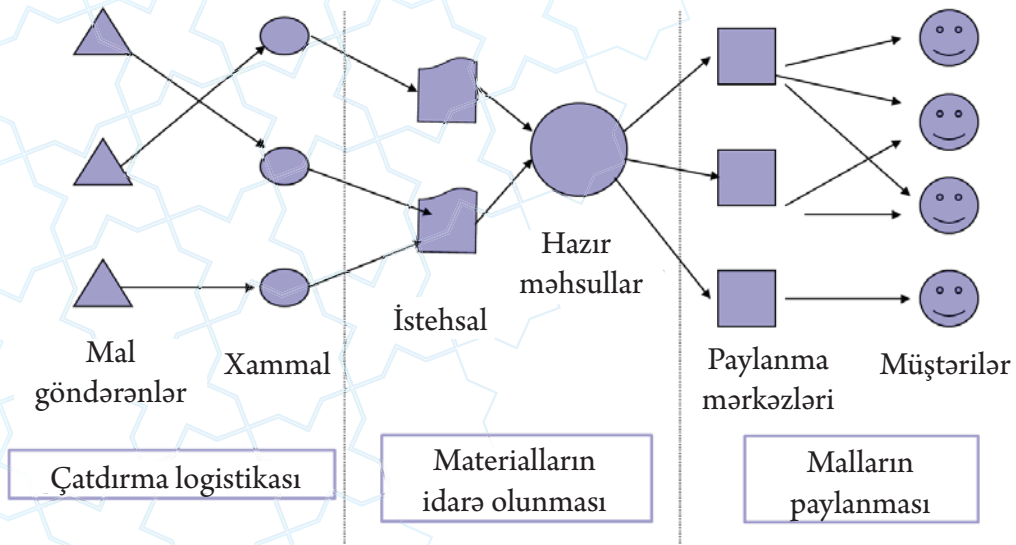 Mal
göndərənlər
Xammal
İstehsal
Hazır
məhsullar
Paylanma
mərkəzləri
Müştərilər
Çatdırma logistikası
Materialların
idarə olunması
Malların
paylanması